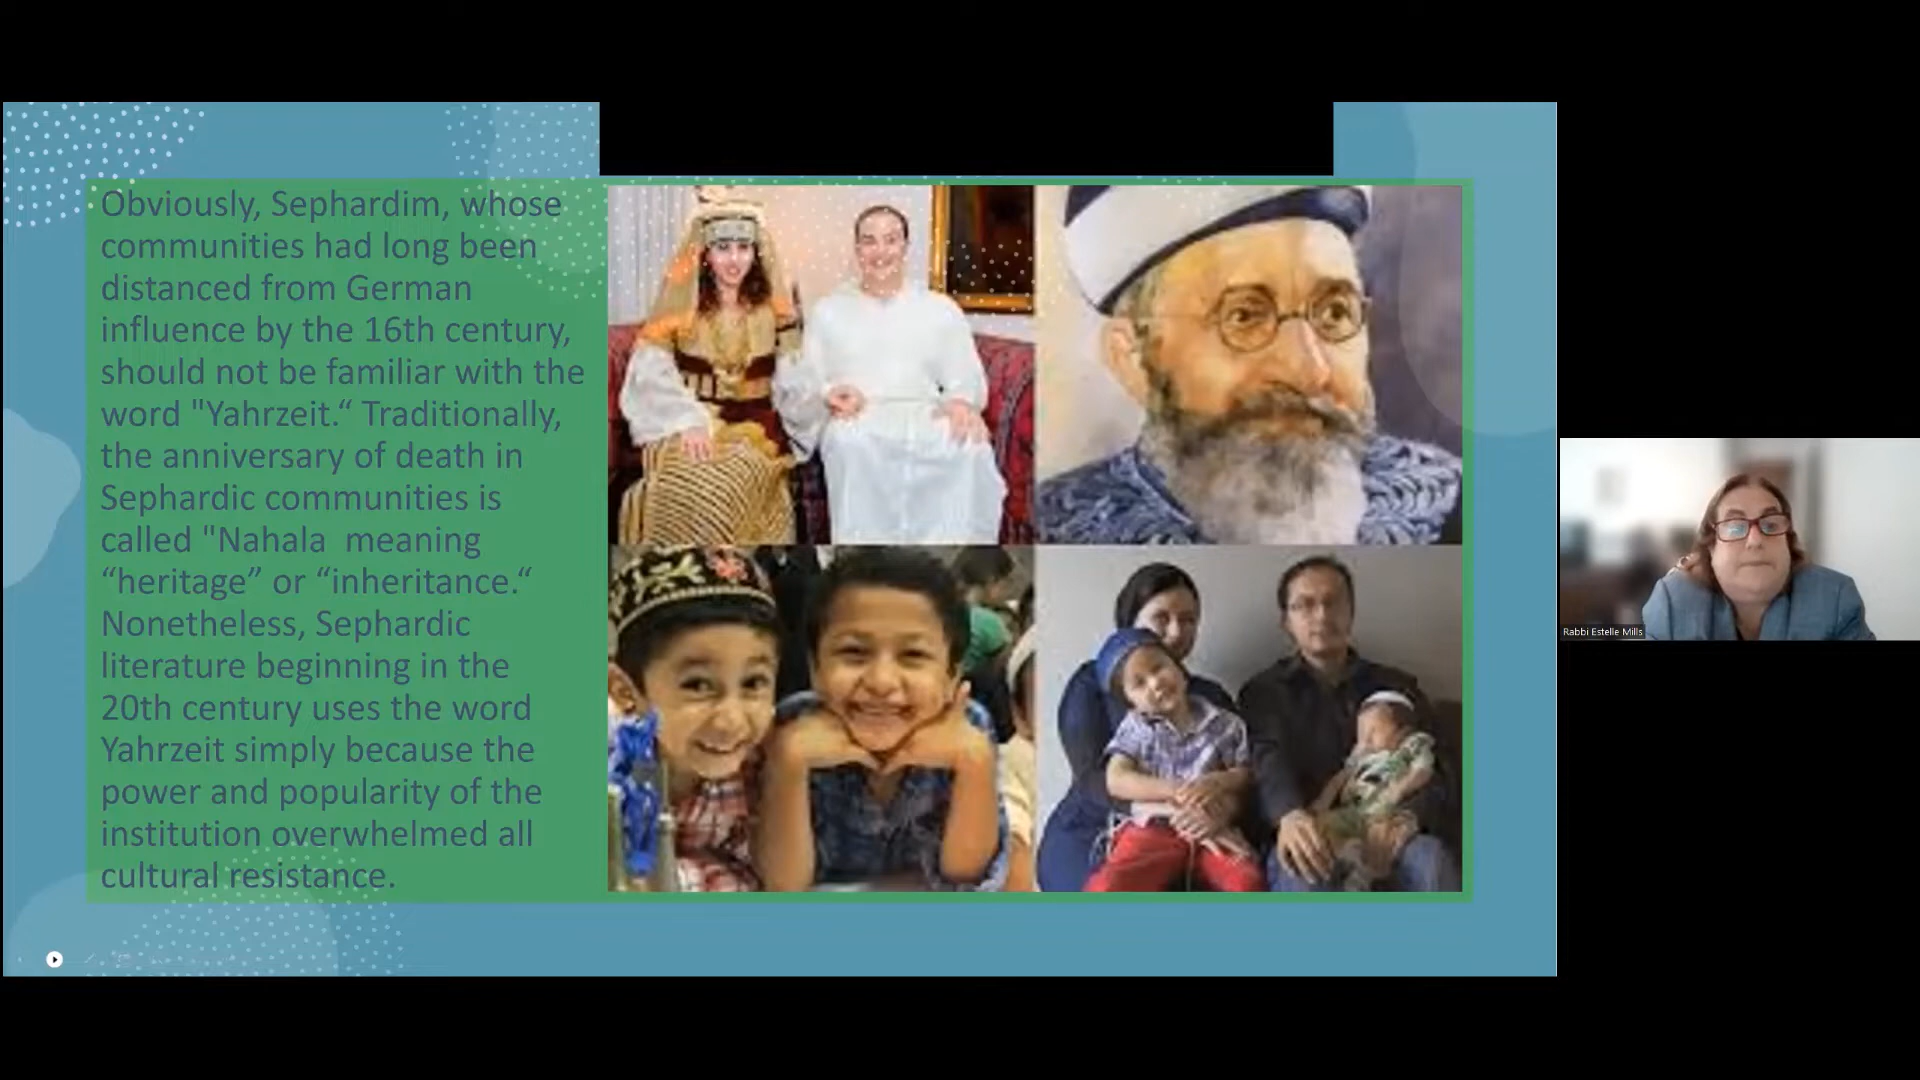 Obviously, Sephardim, whose
communities had long been
distanced from German
influence by the 16th century,
should not be familiar with the
word "Yahrzeit.“ Traditionally,
the anniversary of death in
Sephardic communities is
called "Nahala  meaning
“heritage” or “inheritance.“
Nonetheless, Sephardic
literature beginning in the
20th century uses the word
Yahrzeit simply because the
power and popularity of the
institution overwhelmed all
cultural resistance.
Rabbi Estelle Mills